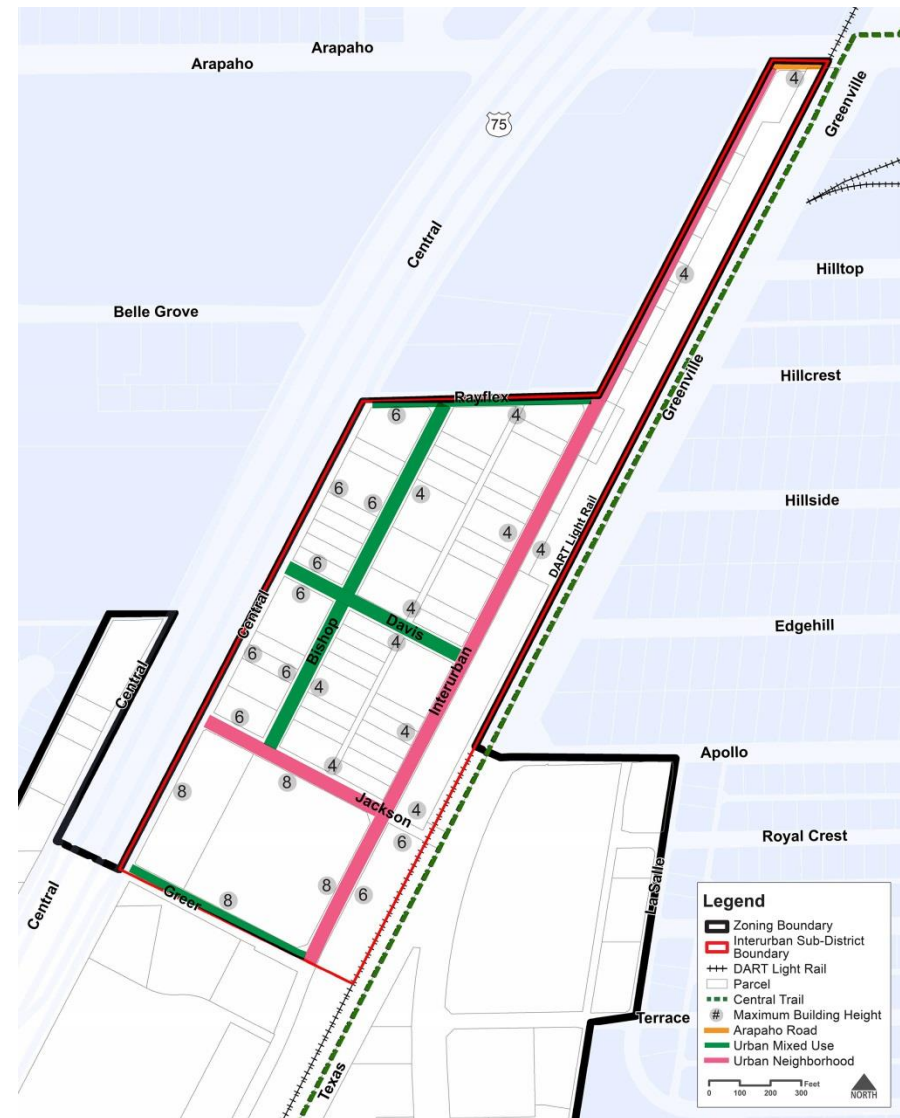 Arapaho
Arapaho
4
Greenville
75
Central
Hilltop
4
Belle Grove
Greenville
Hillcrest
Rayflex
6
4
Hillside
6
6
4
4
4
DART Light Rail
6
6
4
Central
Davis
Edgehill
Bishop
4
6
Interurban
6
4
Central
6
4
Apollo
4
8
8
Jackson
4
6
Royal Crest
LaSalle
8
6
Greer
8
Central
Legend
Zoning Boundary
Interurban Sub-District
Boundary
DART Light Rail
Parcel
Central Trail
# Maximum Building Height
Arapaho Road
Urban Mixed Use
Urban Neighborhood
0 100 200 300 Feet
NORTH
Terrace
Texas